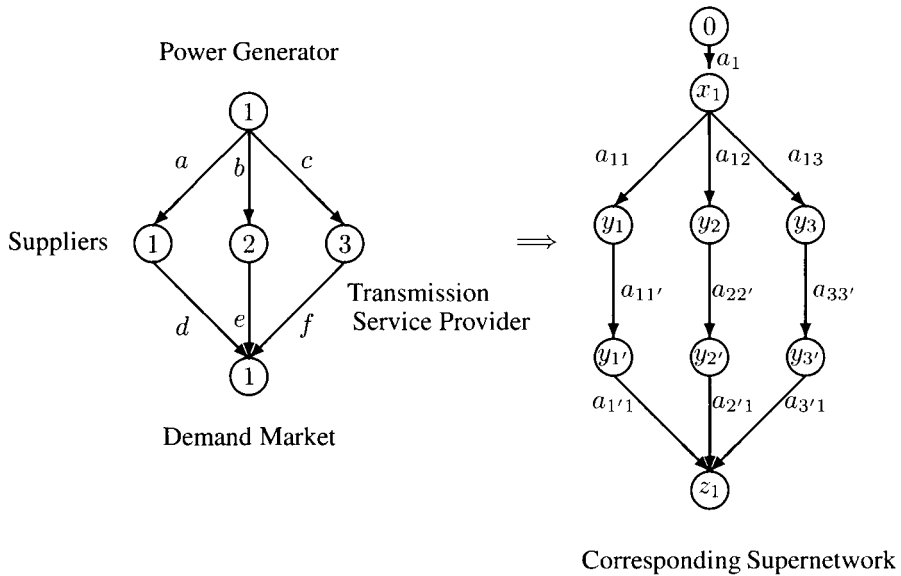 Power Generator
1
a b c
Suppliers
1 2 3
Transmission
Service Provider
d e f
1
Demand Market
⟹
0
a₁
x₁
a₁₁ a₁₂ a₁₃
y₁ y₂ y₃
a₁₁′ a₂₂′ a₃₃′
y₁′ y₂′ y₃′
a₁′₁ a₂′₁ a₃′₁
z₁
Corresponding Supernetwork